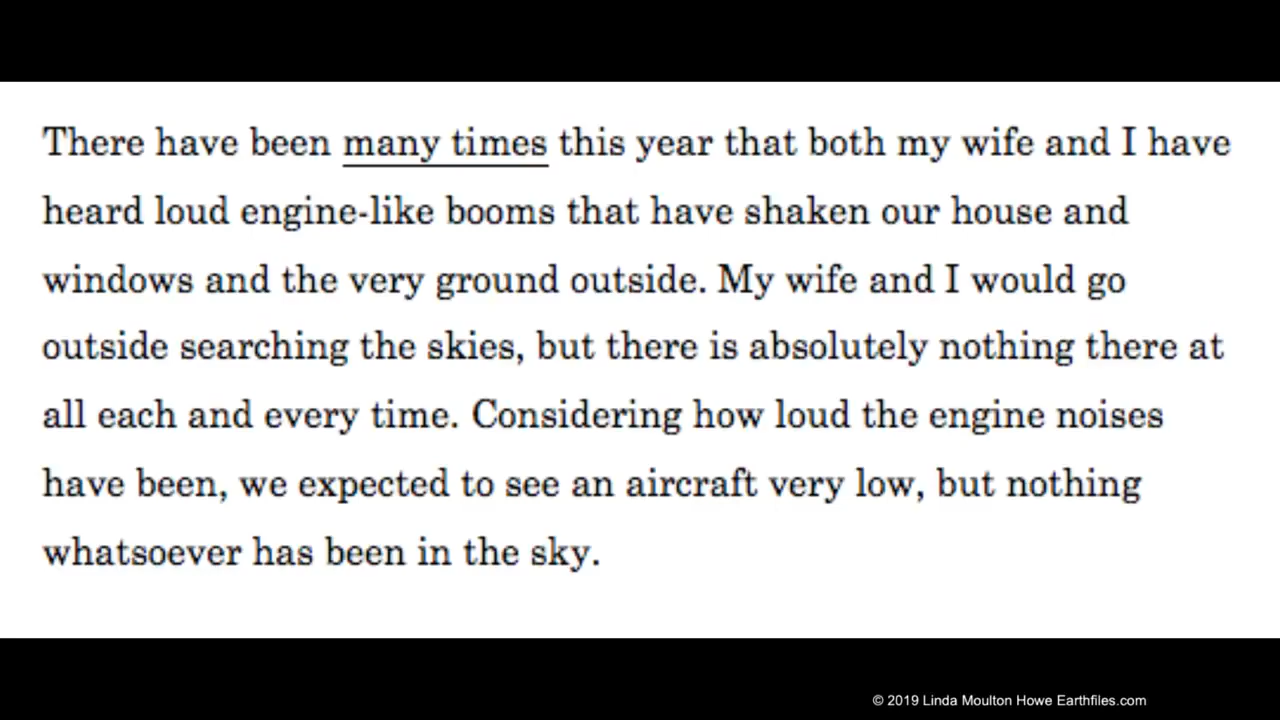 There have been many times this year that both my wife and I have
heard loud engine-like booms that have shaken our house and
windows and the very ground outside. My wife and I would go
outside searching the skies, but there is absolutely nothing there at
all each and every time. Considering how loud the engine noises
have been, we expected to see an aircraft very low, but nothing
whatsoever has been in the sky.
© 2019 Linda Moulton Howe Earthfiles.com